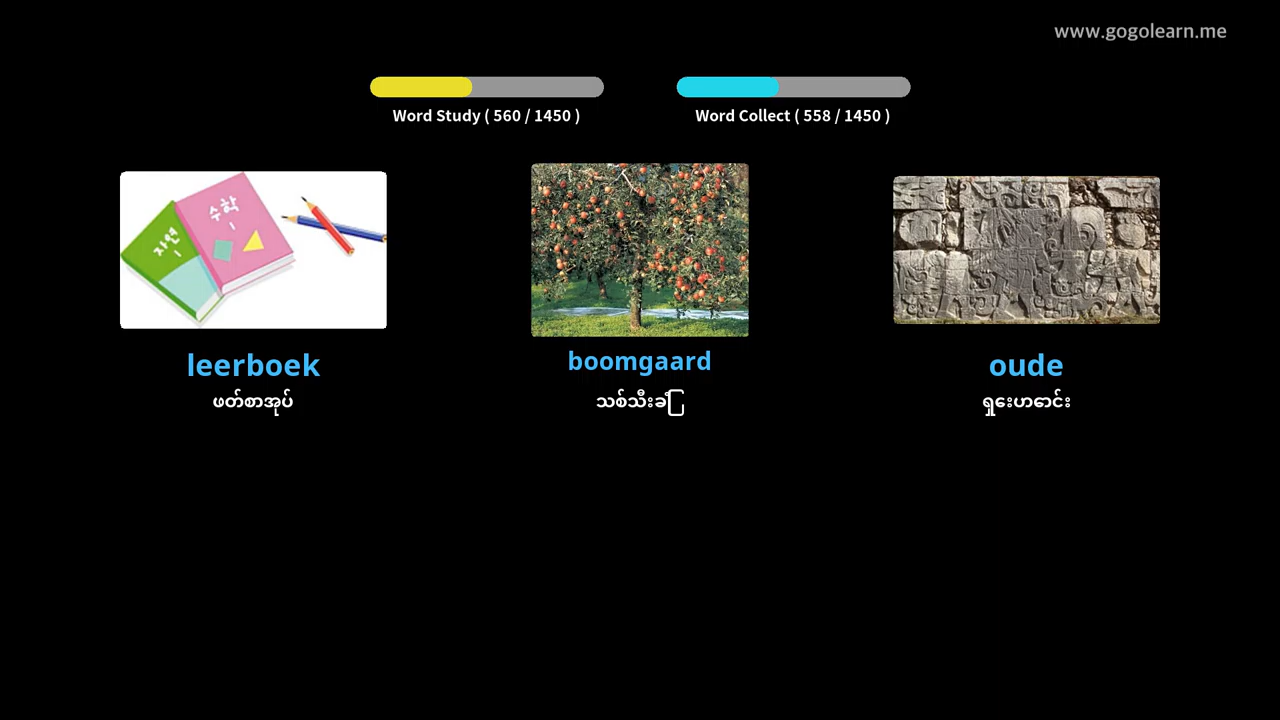 www.gogolearn.me
Word Study ( 560 / 1450 )
Word Collect ( 558 / 1450 )
자연
수학
leerboek
boomgaard
oude
ဖတ်စာအုပ်
သစ်သီးခံြ
ရှေးဟောင်း